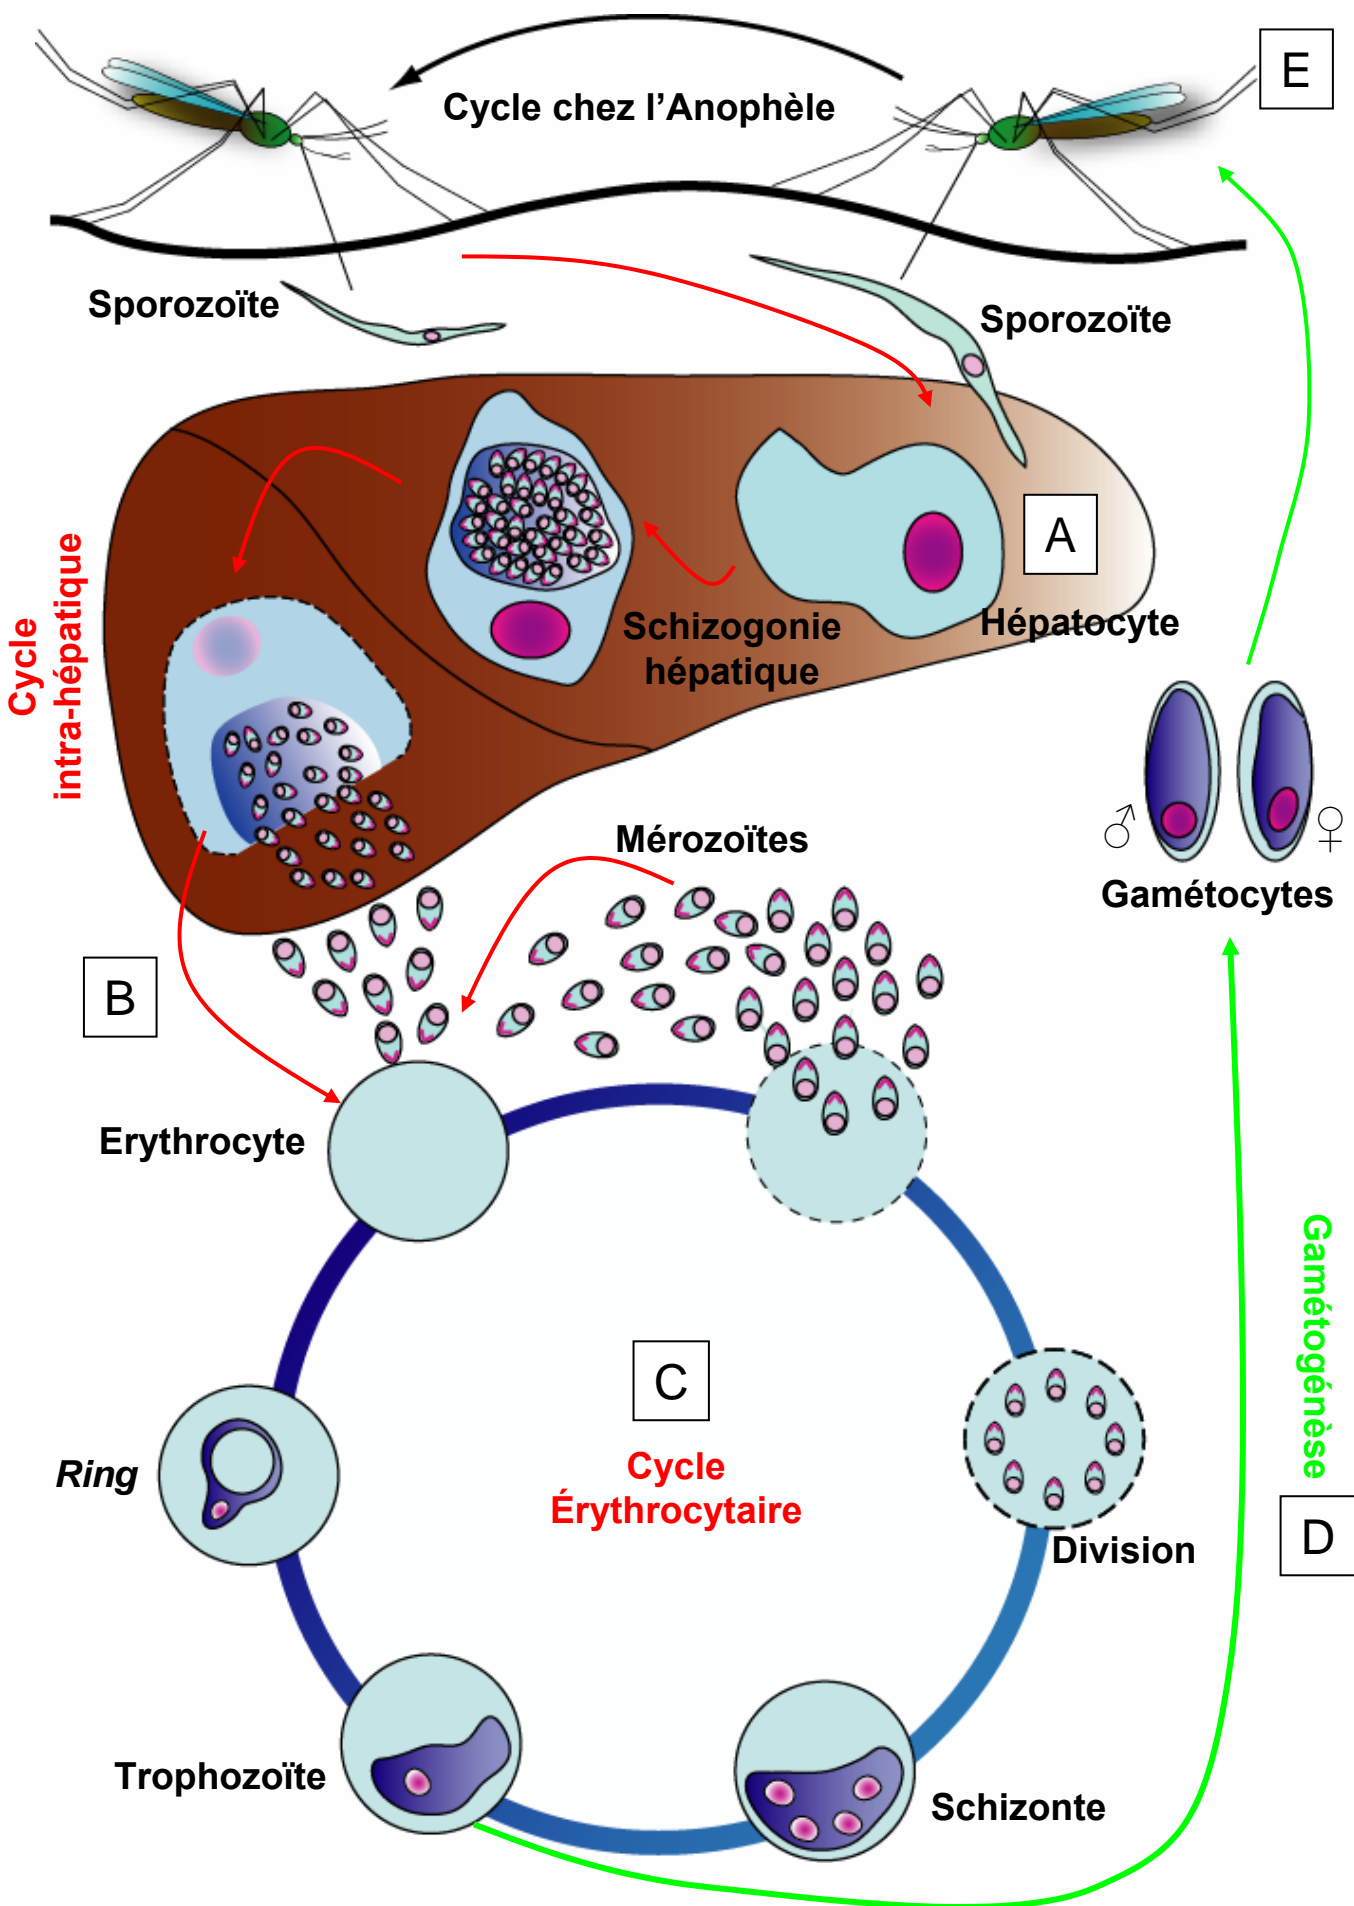 E
Cycle chez l’Anophèle
Sporozoïte
Sporozoïte
A
Cycle
intra-hépatique
Hépatocyte
Schizogonie
hépatique
Mérozoïtes
♂
♀
Gamétocytes
B
Erythrocyte
Gamétogénèse
C
Ring
Cycle
Érythrocytaire
D
Division
Trophozoïte
Schizonte